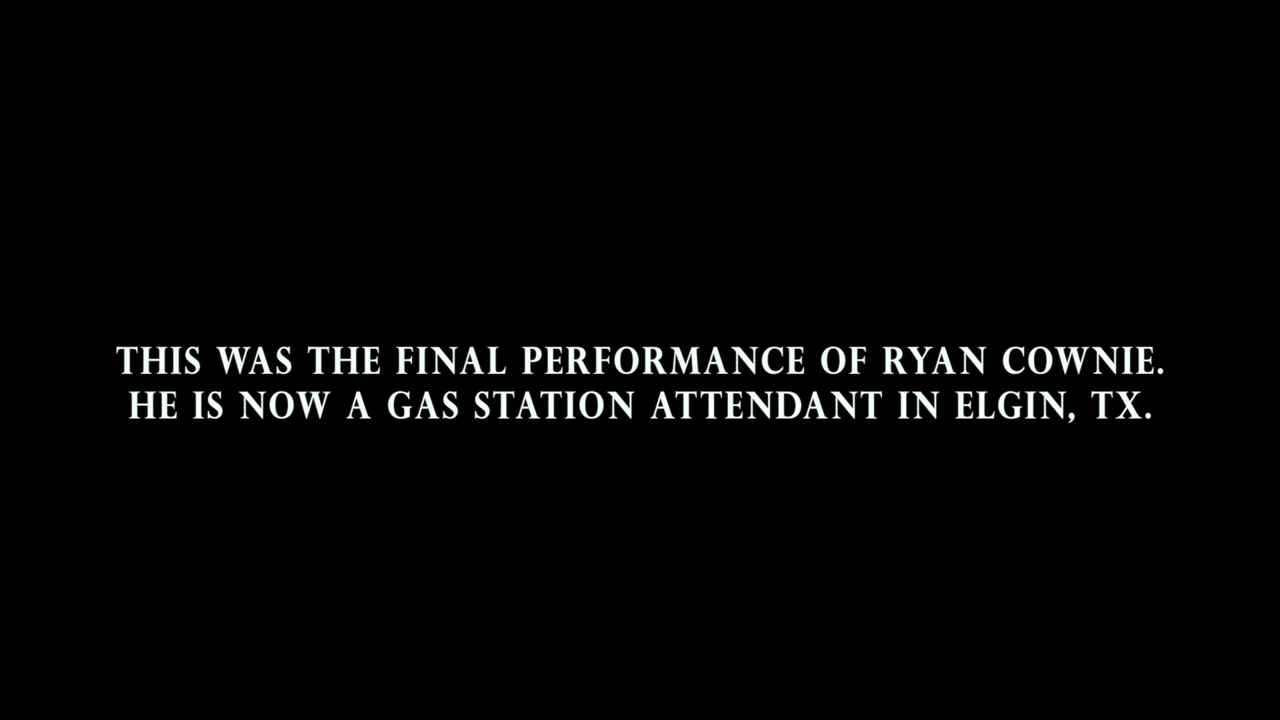 THIS WAS THE FINAL PERFORMANCE OF RYAN COWNIE.
HE IS NOW A GAS STATION ATTENDANT IN ELGIN, TX.